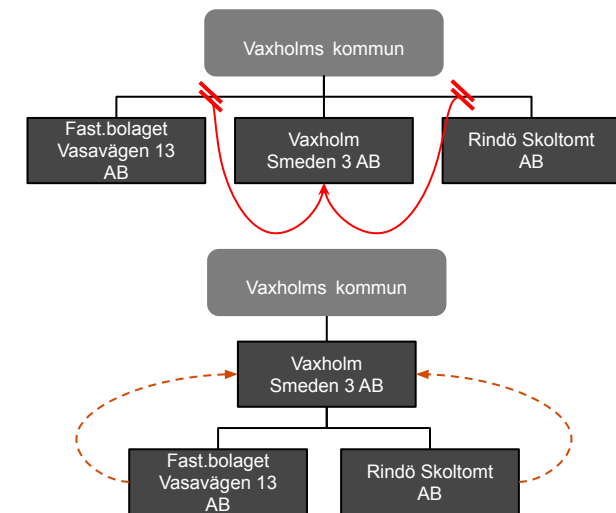 Vaxholms kommun
Fast.bolaget
Vasavägen 13
AB
Vaxholm
Smeden 3 AB
Rindö Skoltomt
AB
Vaxholms kommun
Vaxholm
Smeden 3 AB
Fast.bolaget
Vasavägen 13
AB
Rindö Skoltomt
AB